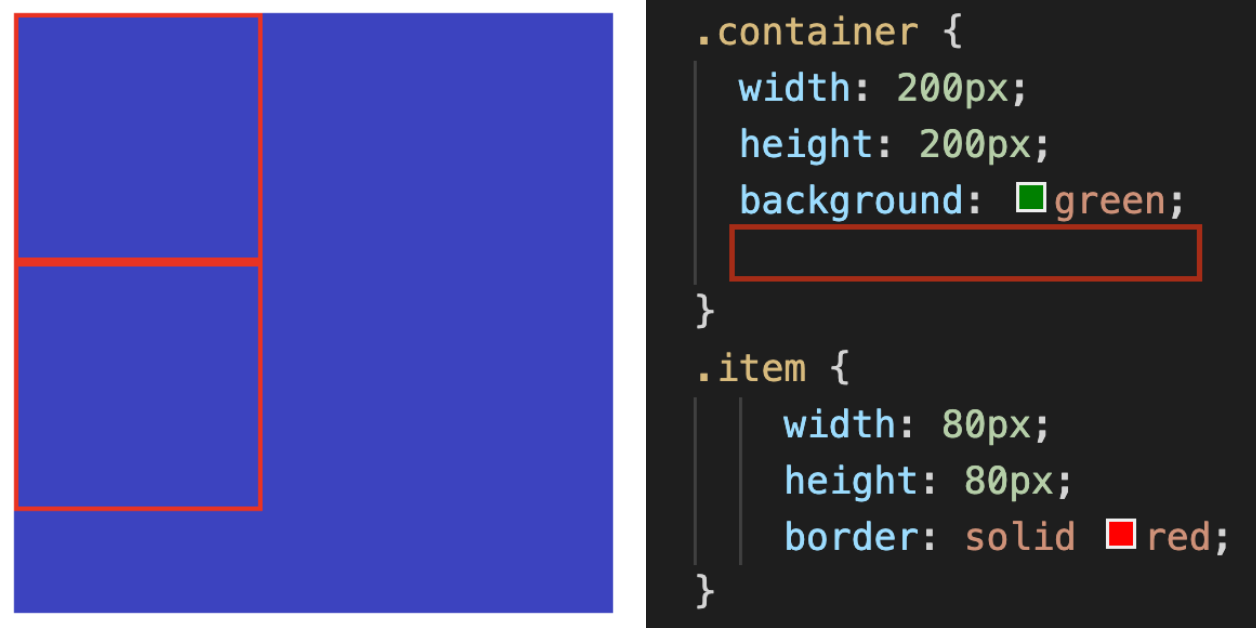 .container {
width: 200px;
height: 200px;
background: green;
}
.item {
width: 80px;
height: 80px;
border: solid red;
}